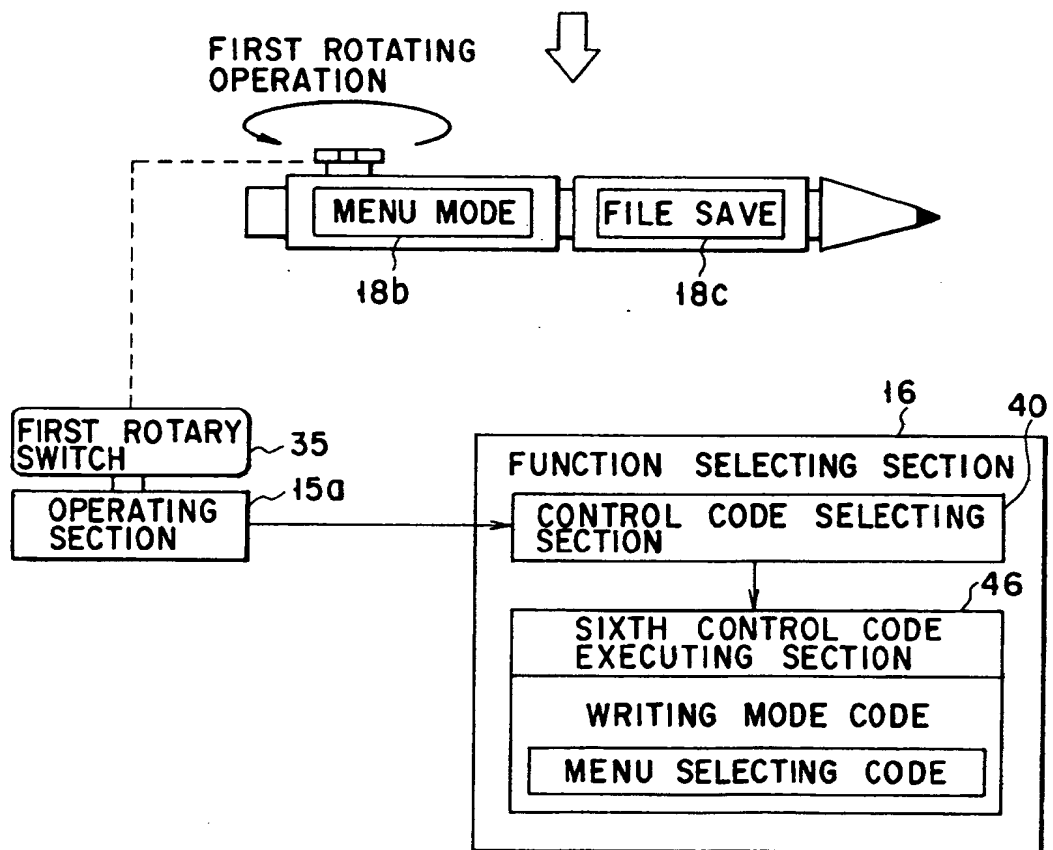 FIRST ROTATING
OPERATION
MENU MODE
FILE SAVE
18b
18c
FIRST ROTARY
SWITCH
35
OPERATING
SECTION
15a
16
40
FUNCTION SELECTING SECTION
CONTROL CODE SELECTING
SECTION
46
SIXTH CONTROL CODE
EXECUTING SECTION
WRITING MODE CODE
MENU SELECTING CODE